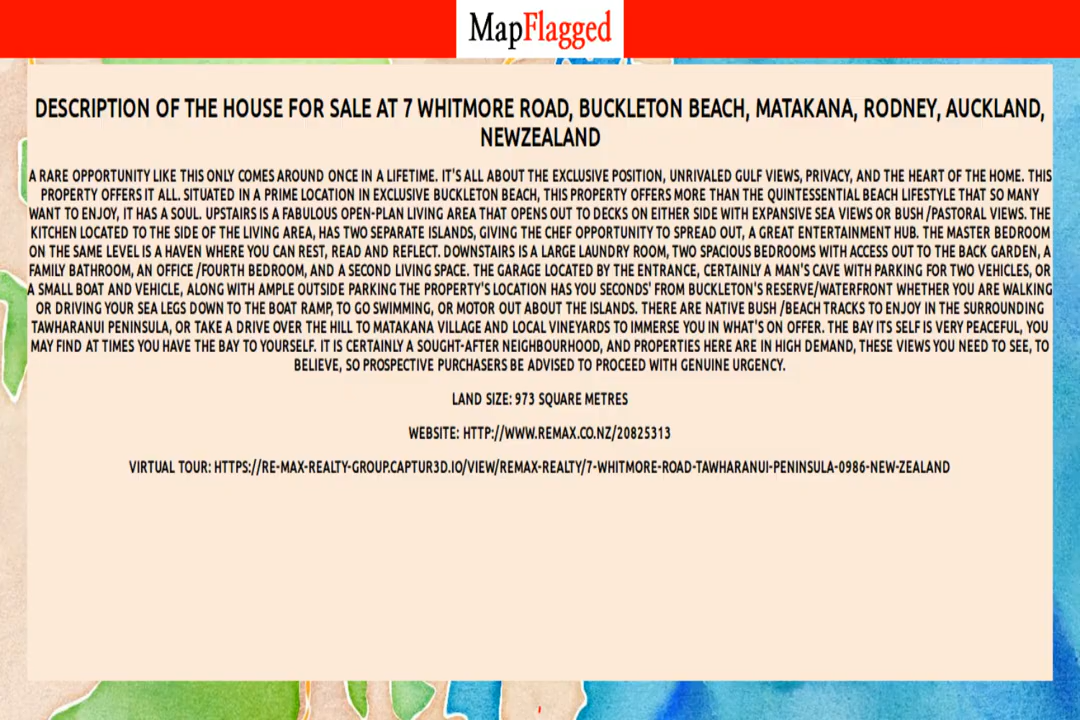 MapFlagged
DESCRIPTION OF THE HOUSE FOR SALE AT 7 WHITMORE ROAD, BUCKLETON BEACH, MATAKANA, RODNEY, AUCKLAND,
NEWZEALAND
A RARE OPPORTUNITY LIKE THIS ONLY COMES AROUND ONCE IN A LIFETIME. IT'S ALL ABOUT THE EXCLUSIVE POSITION, UNRIVALED GULF VIEWS, PRIVACY, AND THE HEART OF THE HOME. THIS
PROPERTY OFFERS IT ALL. SITUATED IN A PRIME LOCATION IN EXCLUSIVE BUCKLETON BEACH, THIS PROPERTY OFFERS MORE THAN THE QUINTESSENTIAL BEACH LIFESTYLE THAT SO MANY
WANT TO ENJOY, IT HAS A SOUL. UPSTAIRS IS A FABULOUS OPEN-PLAN LIVING AREA THAT OPENS OUT TO DECKS ON EITHER SIDE WITH EXPANSIVE SEA VIEWS OR BUSH /PASTORAL VIEWS. THE
KITCHEN LOCATED TO THE SIDE OF THE LIVING AREA, HAS TWO SEPARATE ISLANDS, GIVING THE CHEF OPPORTUNITY TO SPREAD OUT, A GREAT ENTERTAINMENT HUB. THE MASTER BEDROOM
ON THE SAME LEVEL IS A HAVEN WHERE YOU CAN REST, READ AND REFLECT. DOWNSTAIRS IS A LARGE LAUNDRY ROOM, TWO SPACIOUS BEDROOMS WITH ACCESS OUT TO THE BACK GARDEN, A
FAMILY BATHROOM, AN OFFICE /FOURTH BEDROOM, AND A SECOND LIVING SPACE. THE GARAGE LOCATED BY THE ENTRANCE, CERTAINLY A MAN'S CAVE WITH PARKING FOR TWO VEHICLES, OR
A SMALL BOAT AND VEHICLE, ALONG WITH AMPLE OUTSIDE PARKING THE PROPERTY'S LOCATION HAS YOU SECONDS' FROM BUCKLETON'S RESERVE/WATERFRONT WHETHER YOU ARE WALKING
OR DRIVING YOUR SEA LEGS DOWN TO THE BOAT RAMP, TO GO SWIMMING, OR MOTOR OUT ABOUT THE ISLANDS. THERE ARE NATIVE BUSH /BEACH TRACKS TO ENJOY IN THE SURROUNDING
TAWHARANUI PENINSULA, OR TAKE A DRIVE OVER THE HILL TO MATAKANA VILLAGE AND LOCAL VINEYARDS TO IMMERSE YOU IN WHAT'S ON OFFER. THE BAY ITS SELF IS VERY PEACEFUL, YOU
MAY FIND AT TIMES YOU HAVE THE BAY TO YOURSELF. IT IS CERTAINLY A SOUGHT-AFTER NEIGHBOURHOOD, AND PROPERTIES HERE ARE IN HIGH DEMAND, THESE VIEWS YOU NEED TO SEE, TO
BELIEVE, SO PROSPECTIVE PURCHASERS BE ADVISED TO PROCEED WITH GENUINE URGENCY.
LAND SIZE: 973 SQUARE METRES
WEBSITE: HTTP://WWW.REMAX.CO.NZ/20825313
VIRTUAL TOUR: HTTPS://RE-MAX-REALTY-GROUP.CAPTUR3D.IO/VIEW/REMAX-REALTY/7-WHITMORE-ROAD-TAWHARANUI-PENINSULA-0986-NEW-ZEALAND